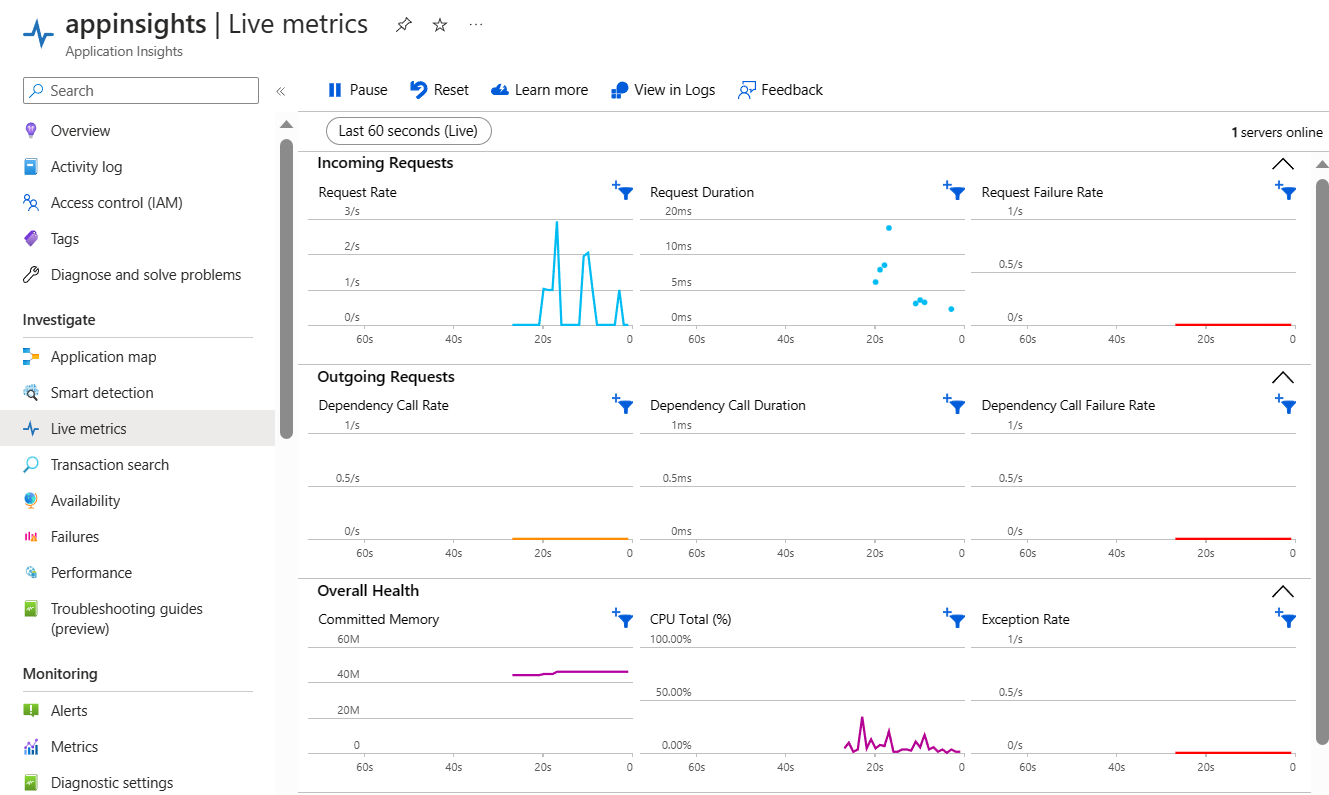 appinsights | Live metrics
Application Insights
Search
Overview
Activity log
Access control (IAM)
Tags
Diagnose and solve problems
Investigate
Application map
Smart detection
Live metrics
Transaction search
Availability
Failures
Performance
Troubleshooting guides
(preview)
Monitoring
Alerts
Metrics
Diagnostic settings
Pause Reset Learn more View in Logs Feedback
Last 60 seconds (Live)
1 servers online
Incoming Requests
Request Rate
3/s
2/s
1/s
0/s
60s 40s 20s 0
Request Duration
20ms
10ms
5ms
0ms
60s 40s 20s 0
Request Failure Rate
1/s
0.5/s
0/s
60s 40s 20s 0
Outgoing Requests
Dependency Call Rate
1/s
0.5/s
0/s
60s 40s 20s 0
Dependency Call Duration
1ms
0.5ms
0ms
60s 40s 20s 0
Dependency Call Failure Rate
1/s
0.5/s
0/s
60s 40s 20s 0
Overall Health
Committed Memory
60M
40M
20M
0
60s 40s 20s 0
CPU Total (%)
100.00%
50.00%
0.00%
60s 40s 20s 0
Exception Rate
1/s
0.5/s
0/s
60s 40s 20s 0